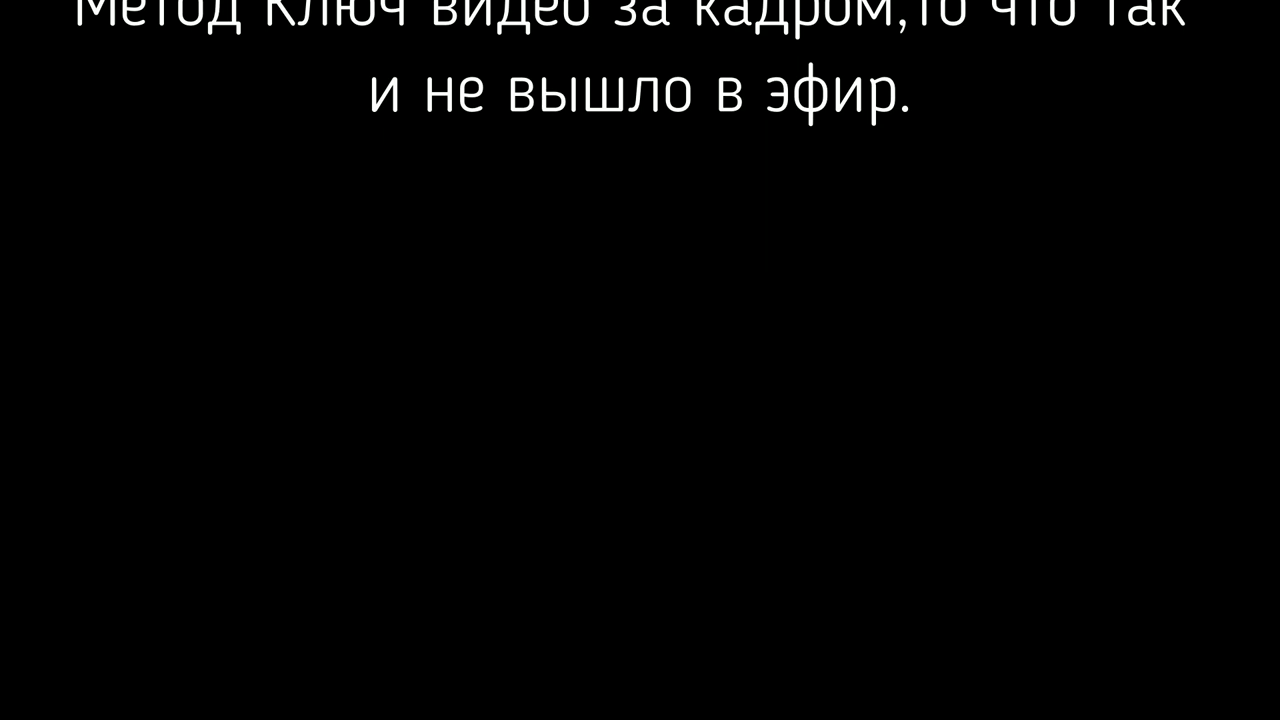 Метод Ключ видео за кадром,то что так
и не вышло в эфир.